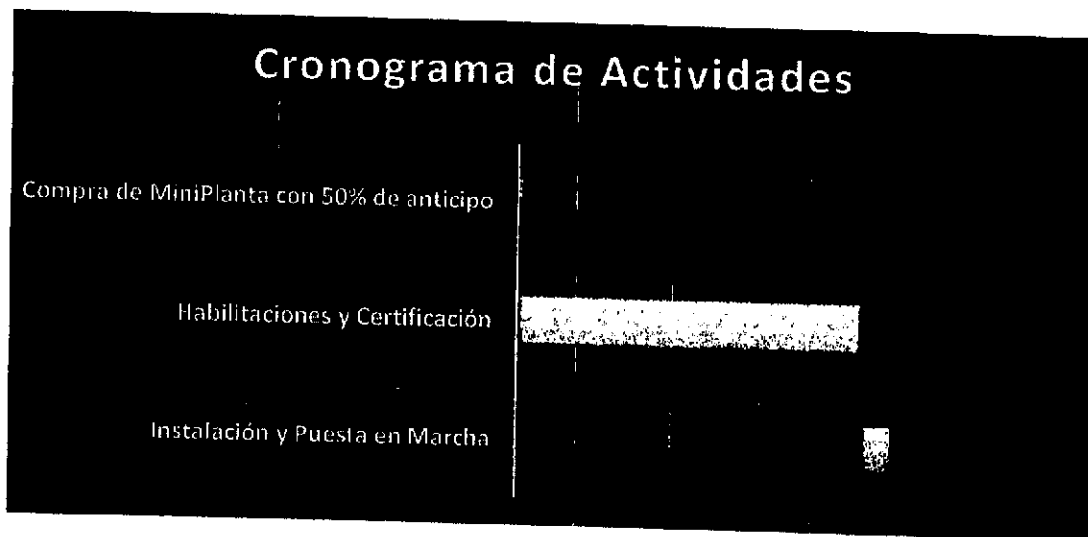 Cronograma de Actividades
Compra de MiniPlanta con 50% de anticipo
Habilitaciones y Certificación
Instalación y Puesta en Marcha